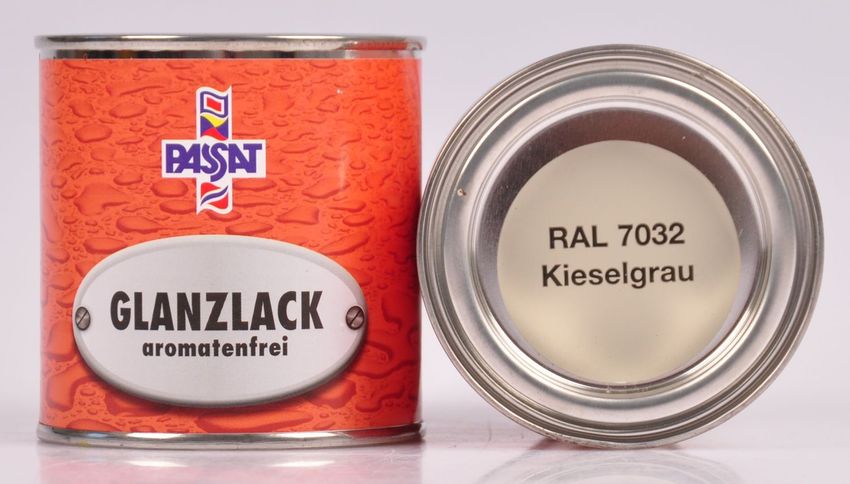 PASSAT
GLANZLACK
aromatenfrei
RAL 7032
Kieselgrau